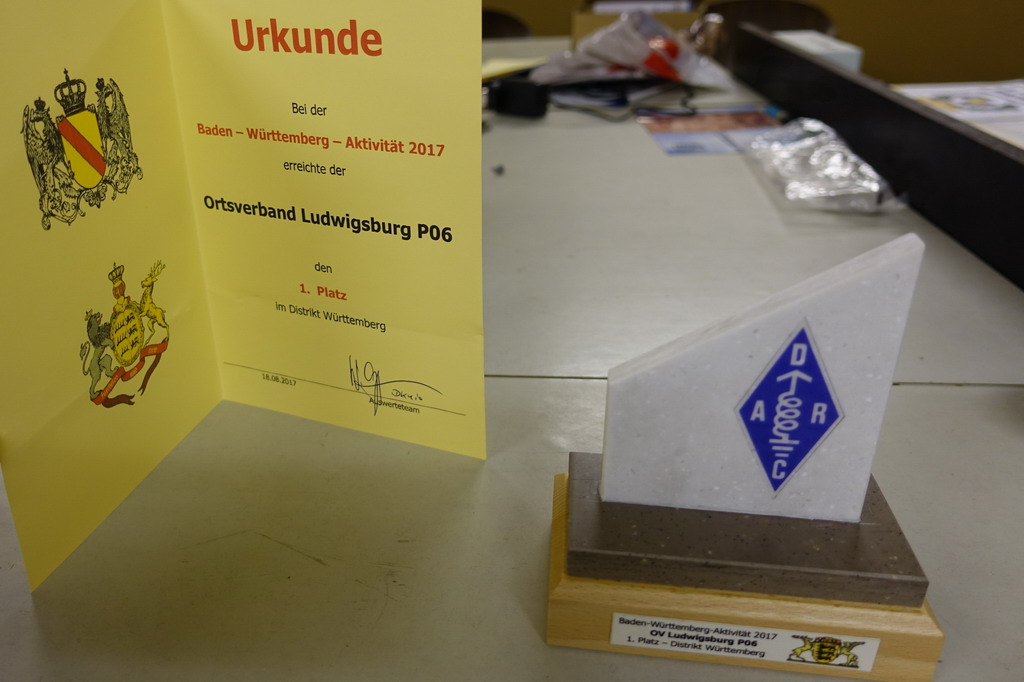 Urkunde
Bei der
Baden – Württemberg – Aktivität 2017
erreichte der
Ortsverband Ludwigsburg P06
den
1. Platz
im Distrikt Württemberg
18.08.2017
Auswerteteam
D
A R
C
Baden-Württemberg-Aktivität 2017
OV Ludwigsburg P06
1. Platz – Distrikt Württemberg